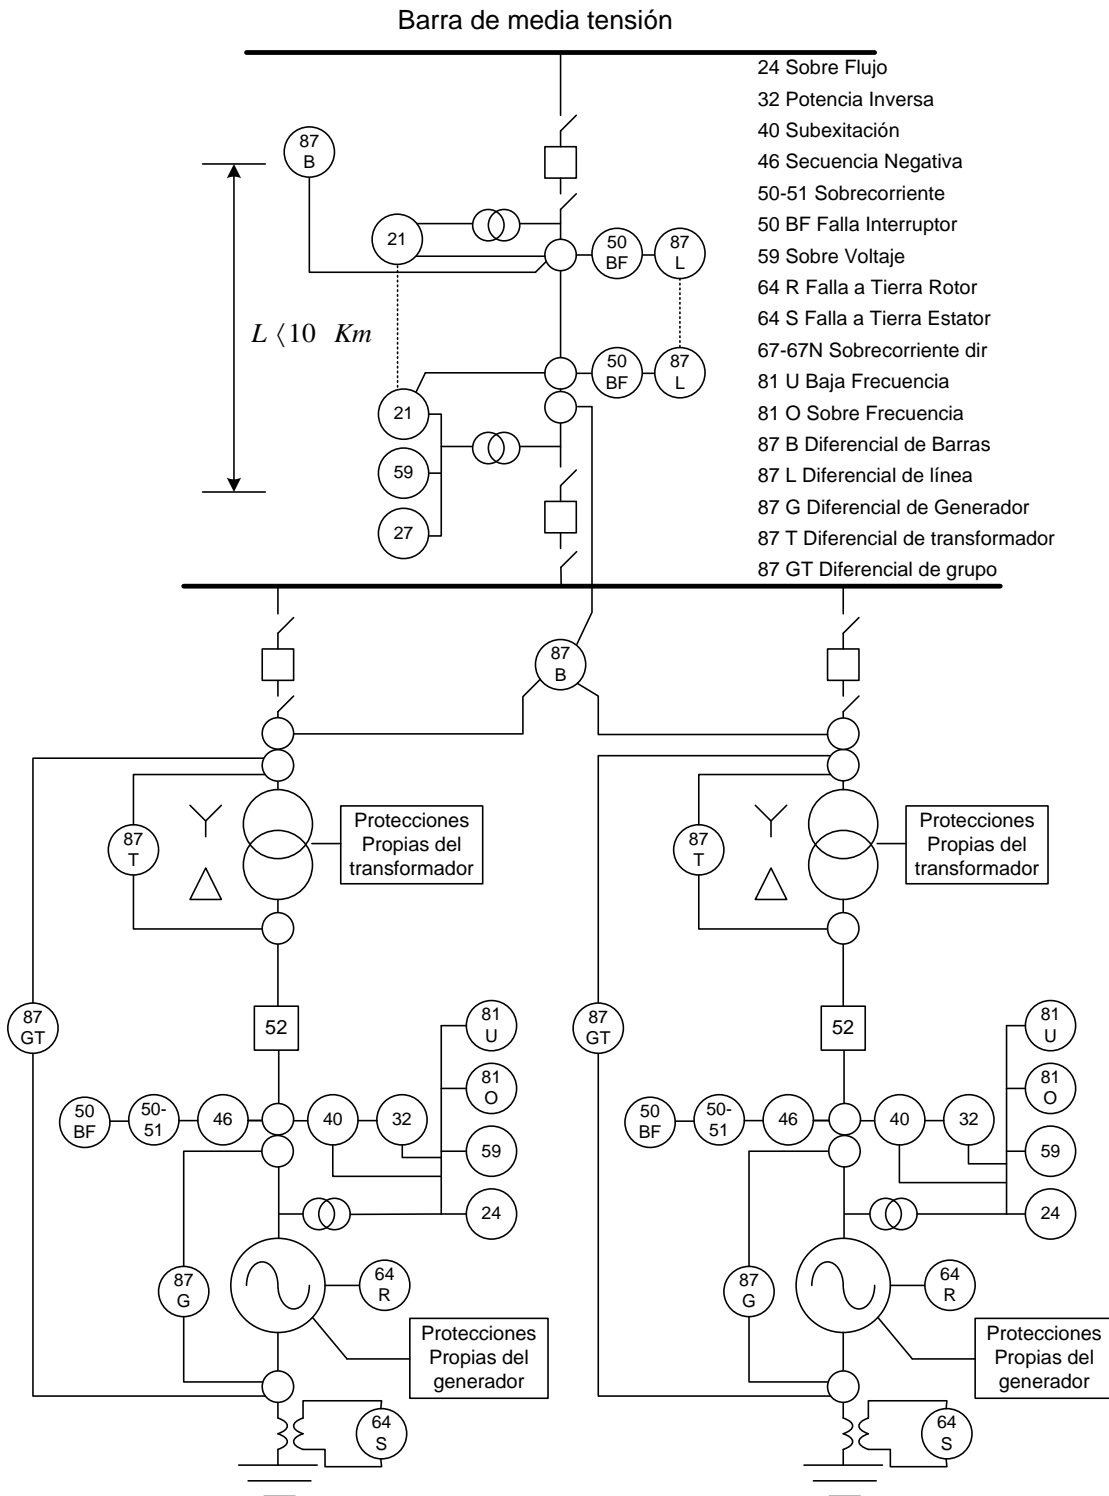 Barra de media tensión
24 Sobre Flujo
32 Potencia Inversa
40 Subexitación
46 Secuencia Negativa
50-51 Sobrecorriente
50 BF Falla Interruptor
59 Sobre Voltaje
64 R Falla a Tierra Rotor
64 S Falla a Tierra Estator
67-67N Sobrecorriente dir
81 U Baja Frecuencia
81 O Sobre Frecuencia
87 B Diferencial de Barras
87 L Diferencial de línea
87 G Diferencial de Generador
87 T Diferencial de transformador
87 GT Diferencial de grupo
87
B
21
50
BF
87
L
L 〈10 Km
50
BF
87
L
21
59
27
87
B
87
T
Protecciones
Propias del
transformador
87
T
Protecciones
Propias del
transformador
87
GT
52
81
U
81
O
50
BF
50-
51
46
40
32
59
24
87
G
64
R
Protecciones
Propias del
generador
64
S
87
GT
52
81
U
81
O
50
BF
50-
51
46
40
32
59
24
87
G
64
R
Protecciones
Propias del
generador
64
S